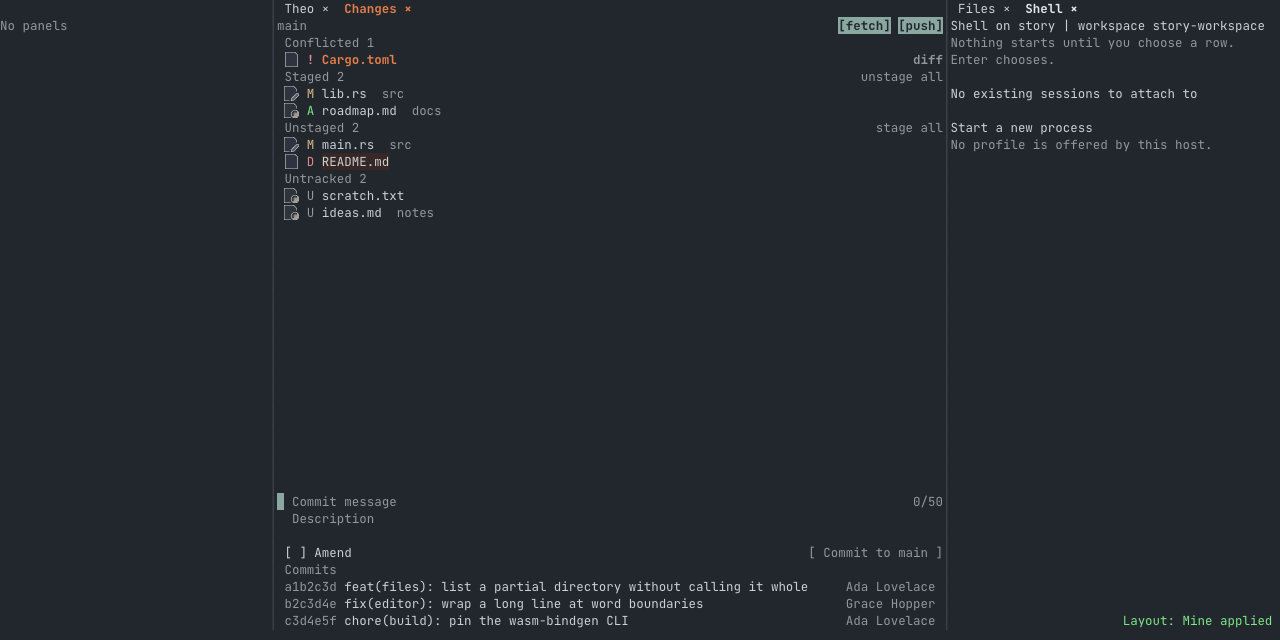 No panels
Theo × Changes ×
main [fetch] [push]
Conflicted 1
! Cargo.toml diff
Staged 2 unstage all
M lib.rs src
A roadmap.md docs
Unstaged 2 stage all
M main.rs src
D README.md
Untracked 2
U scratch.txt
U ideas.md notes
Commit message 0/50
Description
[ ] Amend [ Commit to main ]
Commits
a1b2c3d feat(files): list a partial directory without calling it whole Ada Lovelace
b2c3d4e fix(editor): wrap a long line at word boundaries Grace Hopper
c3d4e5f chore(build): pin the wasm-bindgen CLI Ada Lovelace
Files × Shell ×
Shell on story | workspace story-workspace
Nothing starts until you choose a row.
Enter chooses.
No existing sessions to attach to
Start a new process
No profile is offered by this host.
Layout: Mine applied